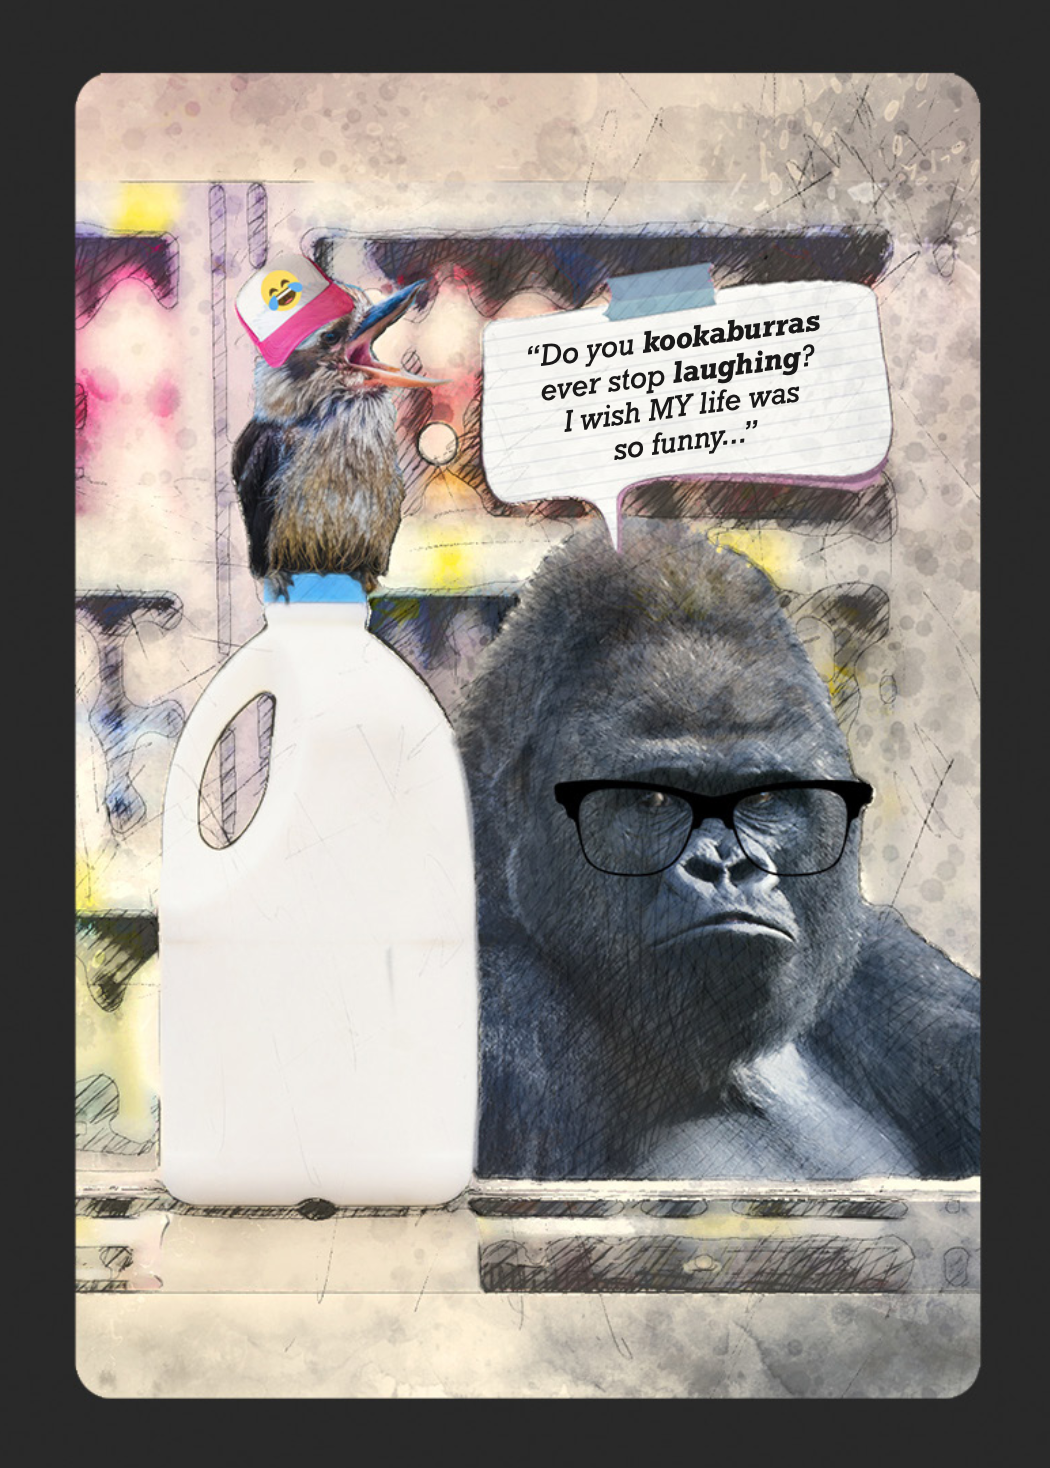 “Do you kookaburras
ever stop laughing?
I wish MY life was
so funny...”